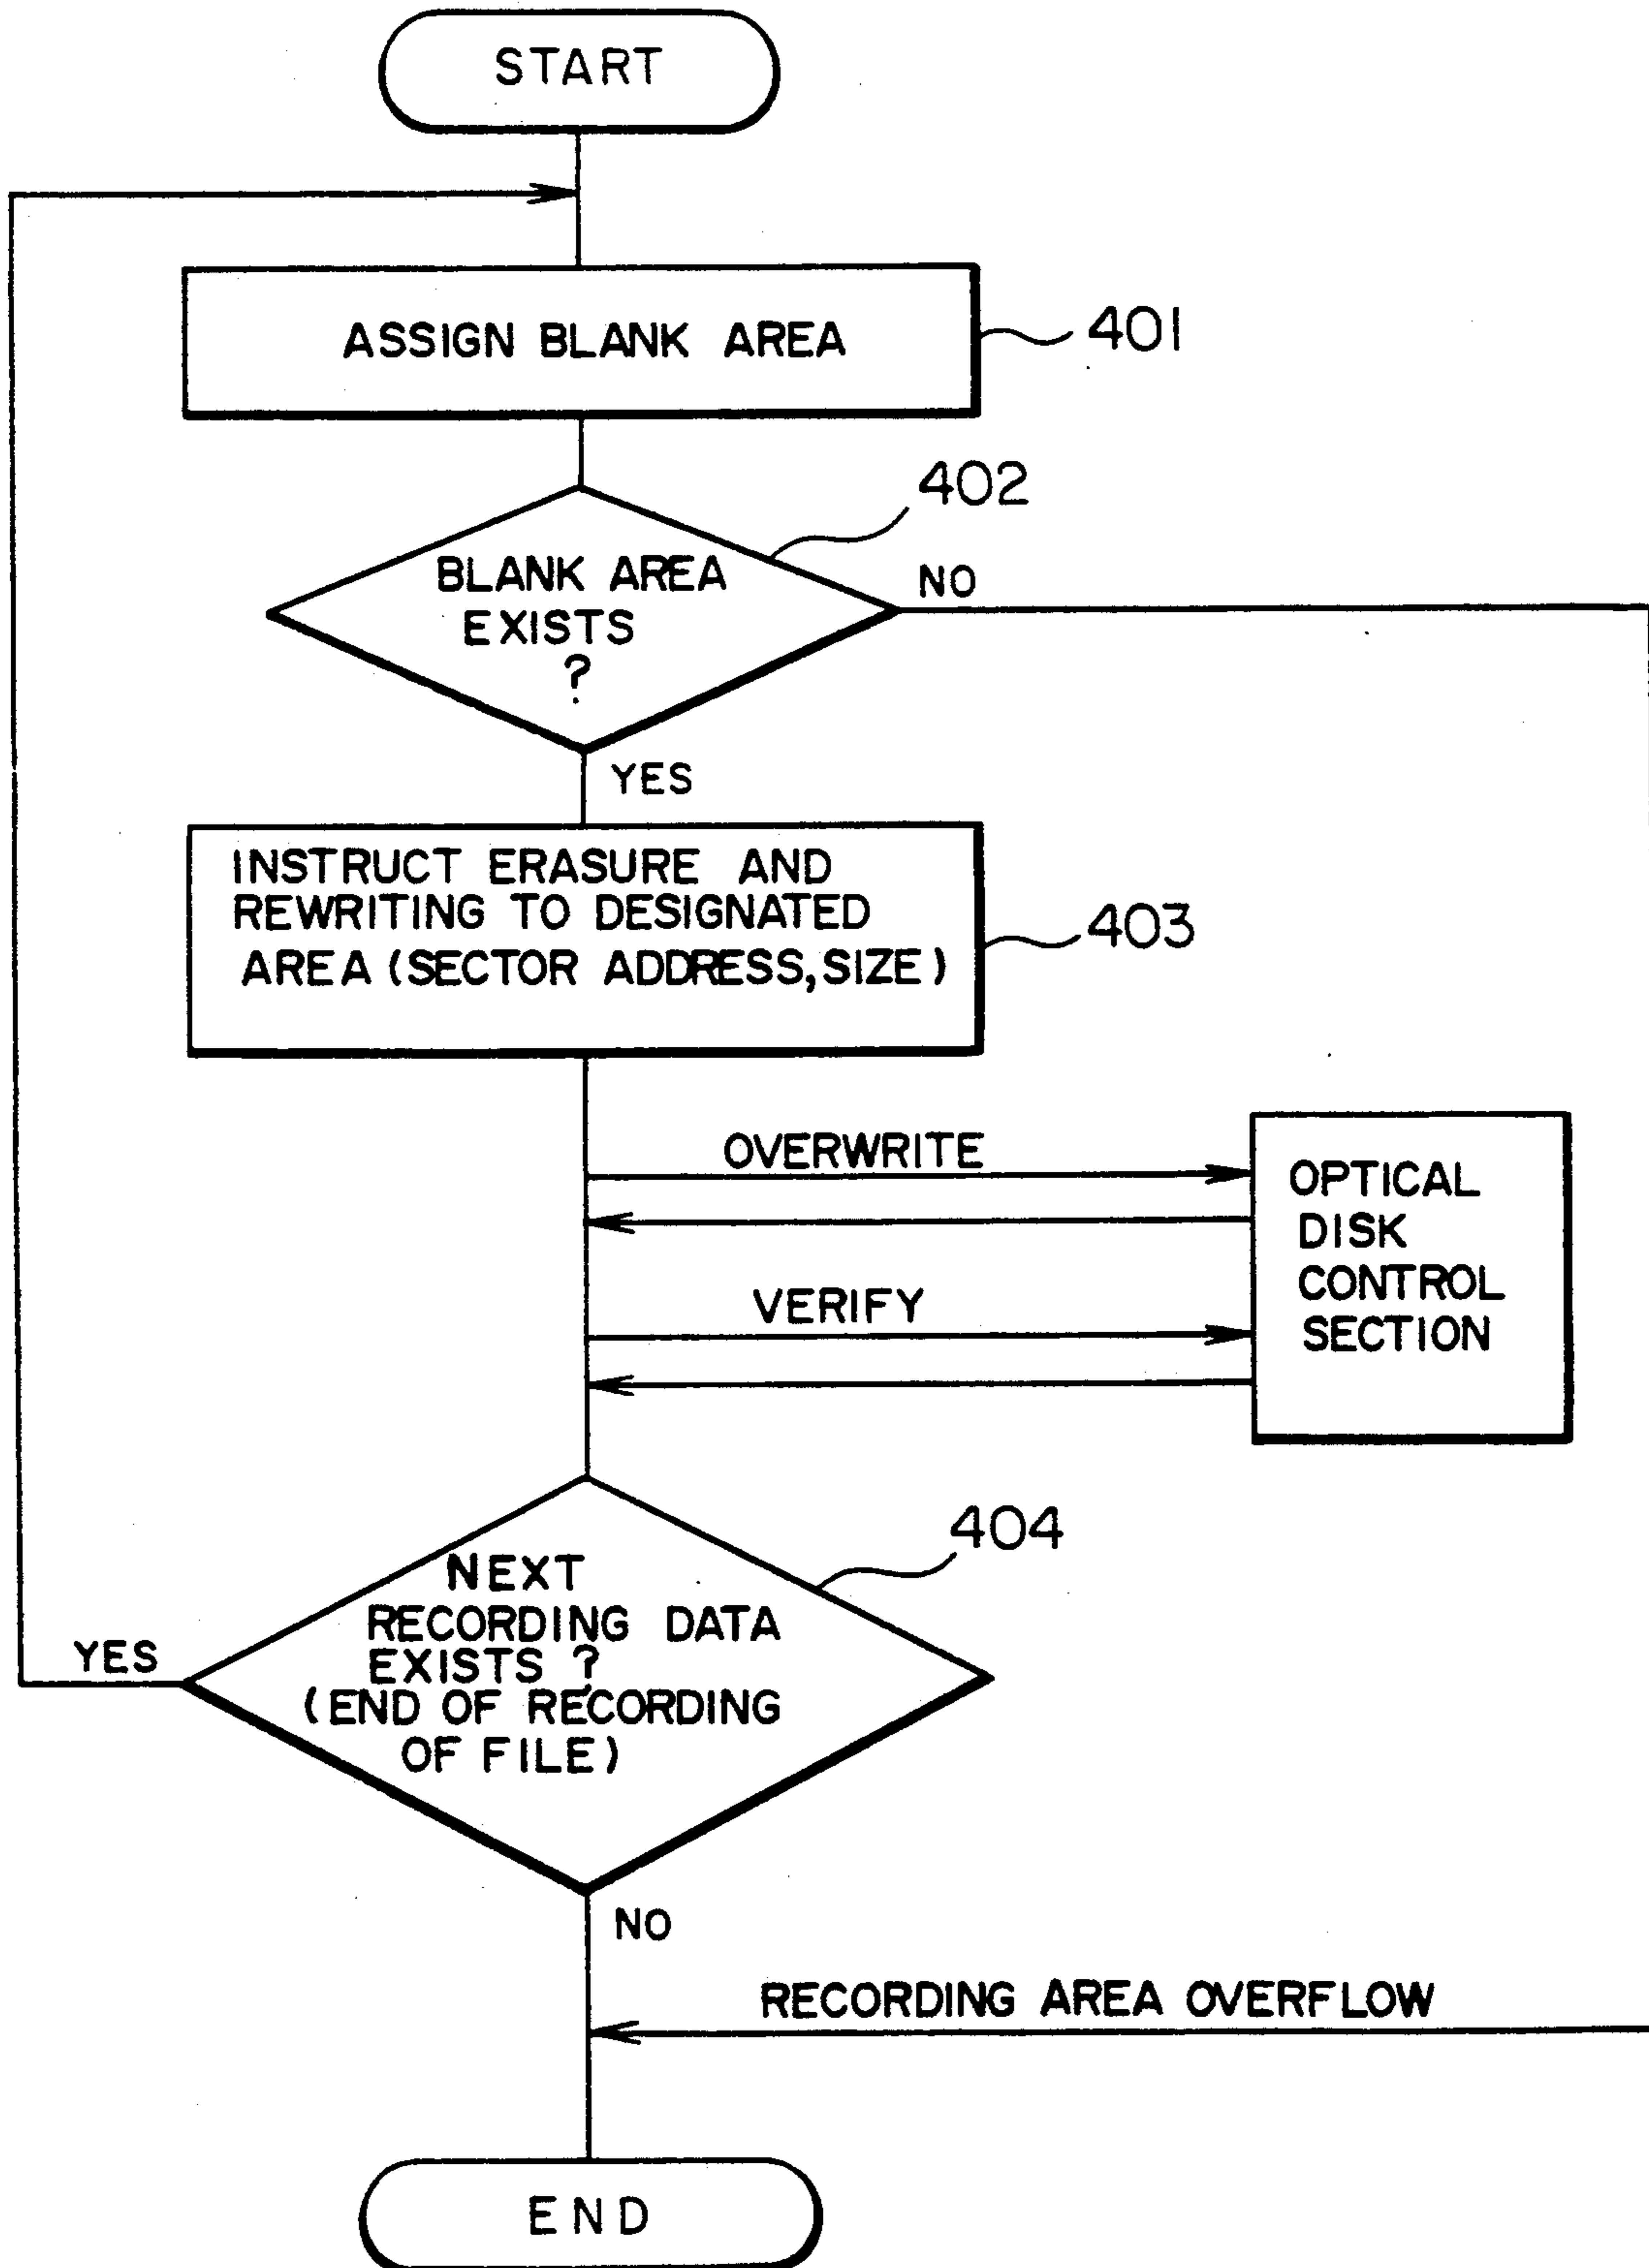 START
ASSIGN BLANK AREA
401
402
BLANK AREA
EXISTS
?
NO
YES
INSTRUCT ERASURE AND
REWRITING TO DESIGNATED
AREA (SECTOR ADDRESS, SIZE)
403
OVERWRITE
VERIFY
OPTICAL
DISK
CONTROL
SECTION
404
NEXT
RECORDING DATA
EXISTS ?
(END OF RECORDING
OF FILE)
YES
NO
RECORDING AREA OVERFLOW
END